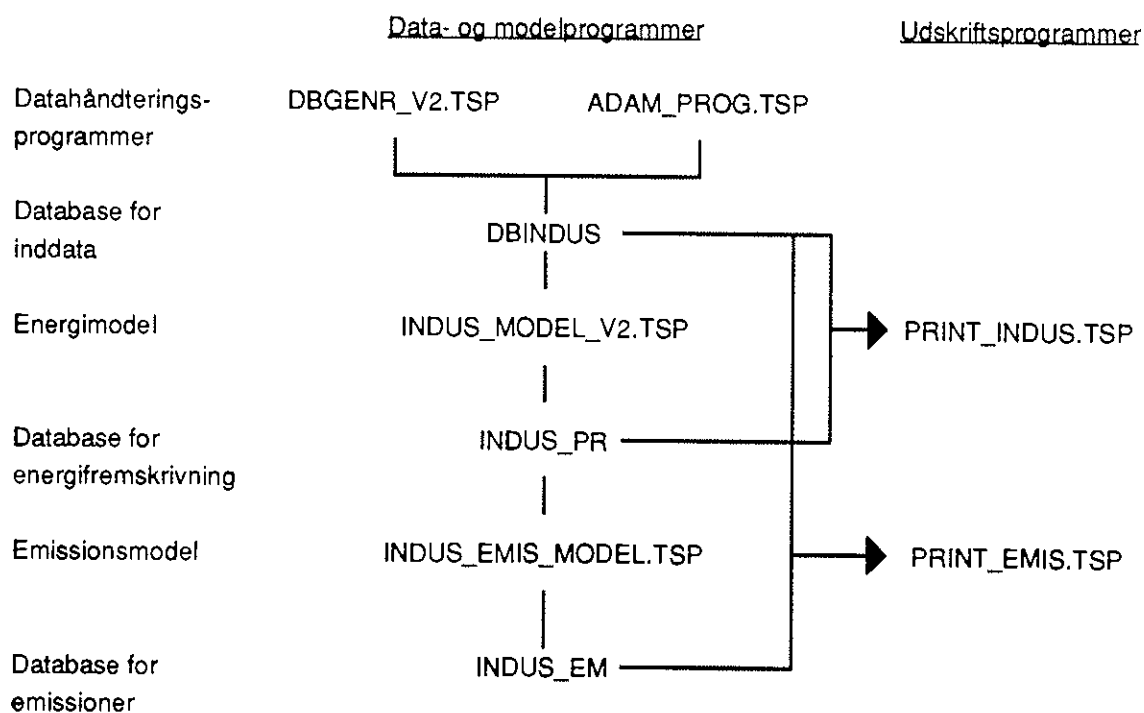 Data- og modelprogrammer
Udskriftsprogrammer
Datahåndterings-
programmer
DBGENR_V2.TSP
ADAM_PROG.TSP
Database for
inddata
DBINDUS
Energimodel
INDUS_MODEL_V2.TSP
PRINT_INDUS.TSP
Database for
energifremskrivning
INDUS_PR
Emissionsmodel
INDUS_EMIS_MODEL.TSP
PRINT_EMIS.TSP
Database for
emissioner
INDUS_EM